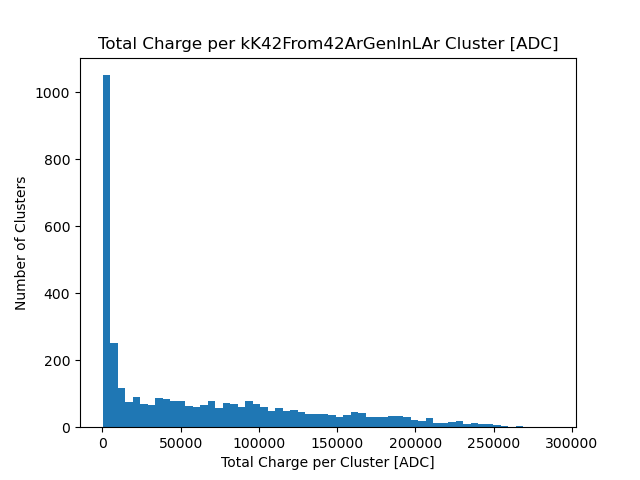 Total Charge per kK42From42ArGenInLAr Cluster [ADC]
1000
800
600
400
200
0
Number of Clusters
0 50000 100000 150000 200000 250000 300000
Total Charge per Cluster [ADC]